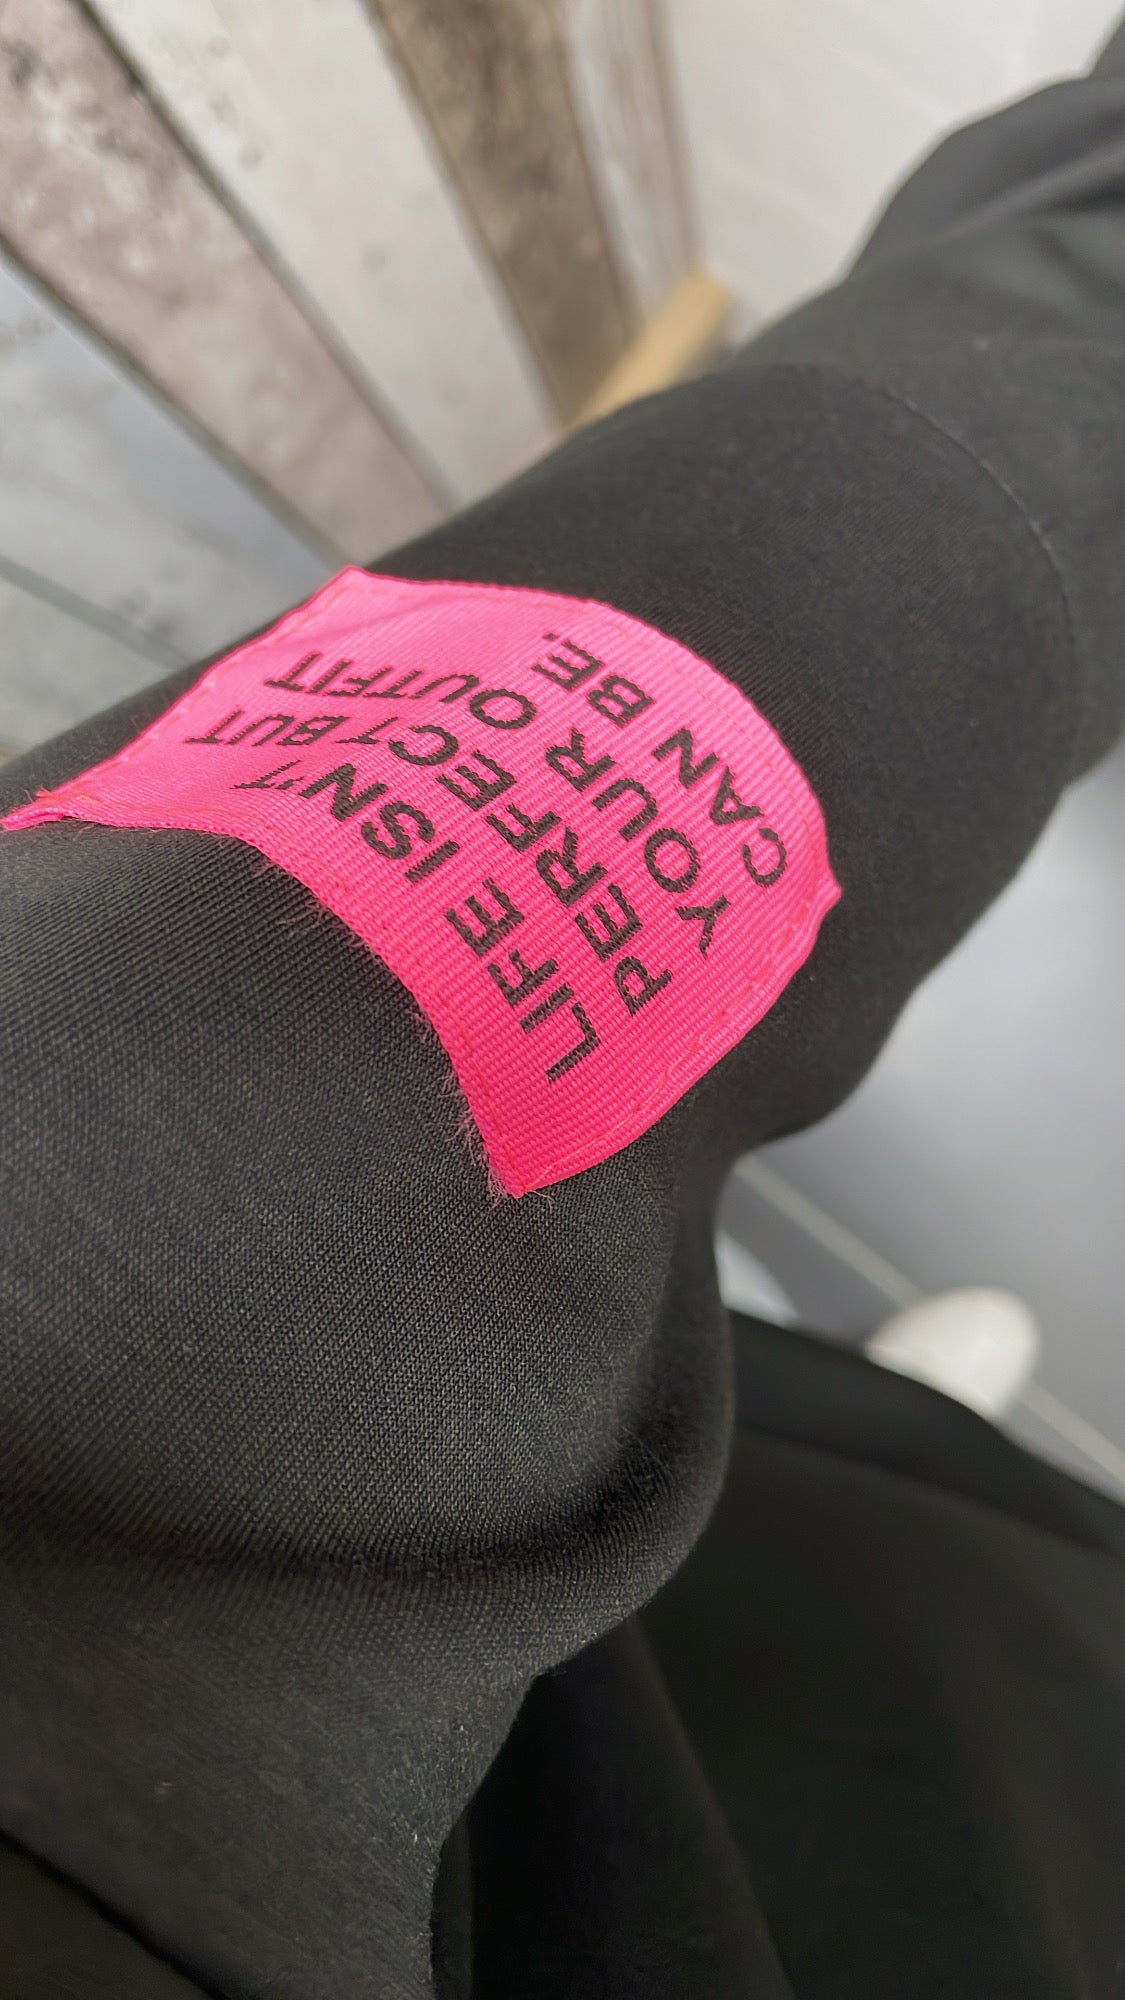 LIFE ISN'T
PERFECT BUT
YOUR OUTFIT
CAN BE.